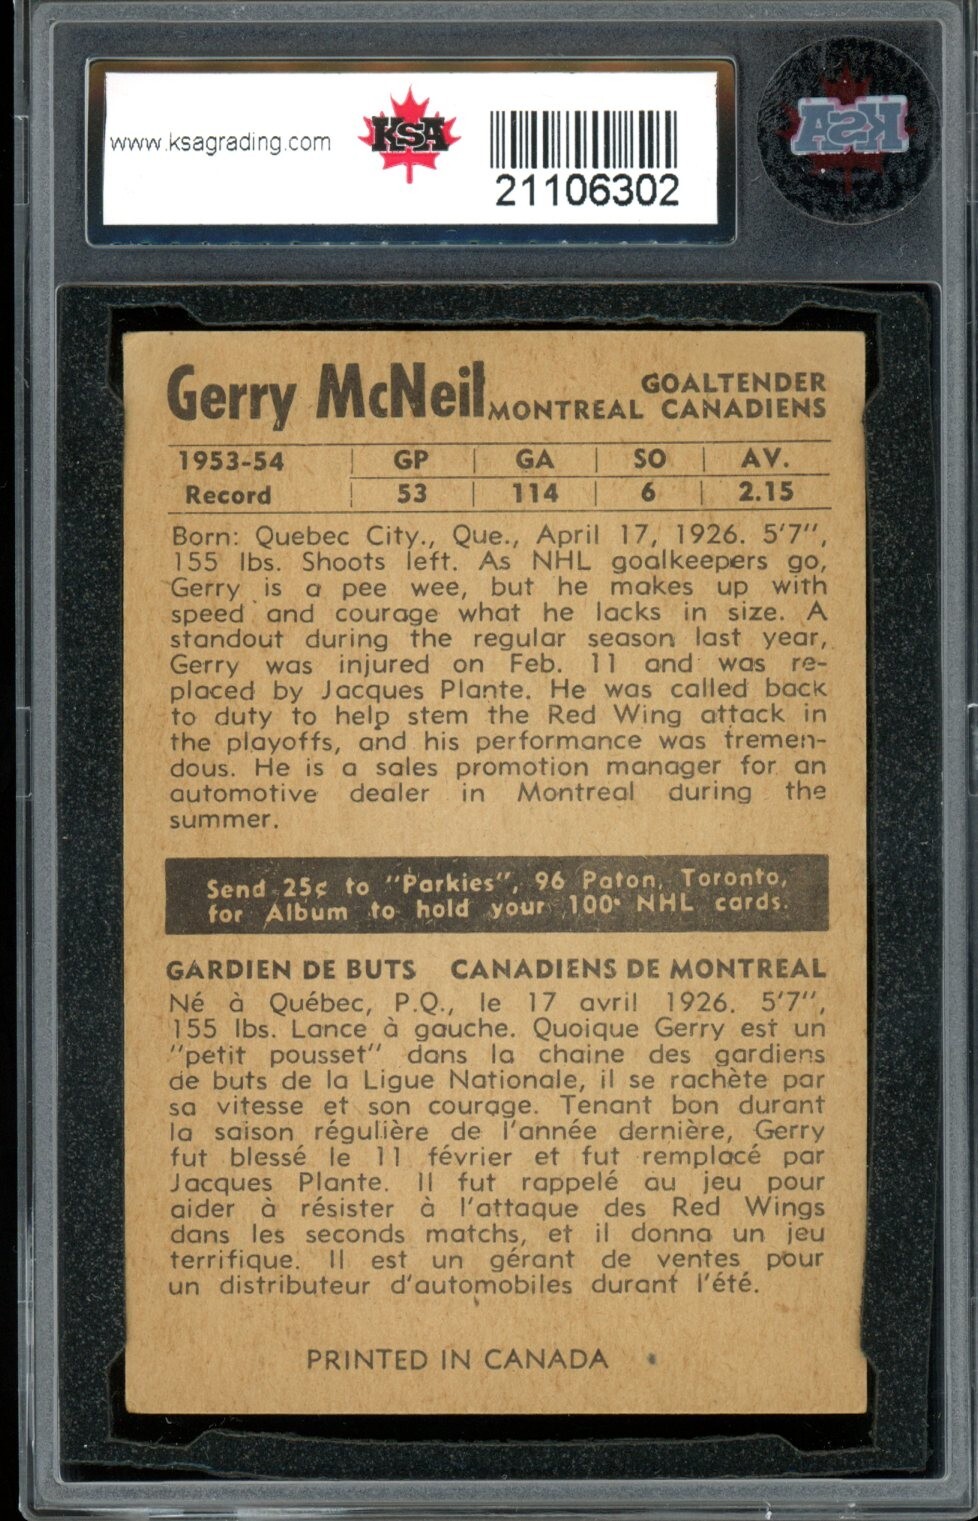 www.ksagrading.com
KSA
21106302
KSA
Gerry McNeil
GOALTENDER
MONTREAL CANADIENS
1953-54 | GP | GA | SO | AV.
Record | 53 | 114 | 6 | 2.15
Born: Quebec City., Que., April 17, 1926. 5'7",
155 lbs. Shoots left. As NHL goalkeepers go,
Gerry is a pee wee, but he makes up with
speed and courage what he lacks in size. A
standout during the regular season last year,
Gerry was injured on Feb. 11 and was re-
placed by Jacques Plante. He was called back
to duty to help stem the Red Wing attack in
the playoffs, and his performance was tremen-
dous. He is a sales promotion manager for an
automotive dealer in Montreal during the
summer.
Send 25¢ to "Parkies", 96 Paton, Toronto,
for Album to hold your 100 NHL cards.
GARDIEN DE BUTS CANADIENS DE MONTREAL
Né à Québec, P.Q., le 17 avril 1926. 5'7",
155 lbs. Lance à gauche. Quoique Gerry est un
"petit pousset" dans la chaine des gardiens
de buts de la Ligue Nationale, il se rachète par
sa vitesse et son courage. Tenant bon durant
la saison régulière de l'année dernière, Gerry
fut blessé le 11 février et fut remplacé par
Jacques Plante. Il fut rappelé au jeu pour
aider à résister à l'attaque des Red Wings
dans les seconds matchs, et il donna un jeu
terrifique. Il est un gérant de ventes pour
un distributeur d'automobiles durant l'été.
PRINTED IN CANADA